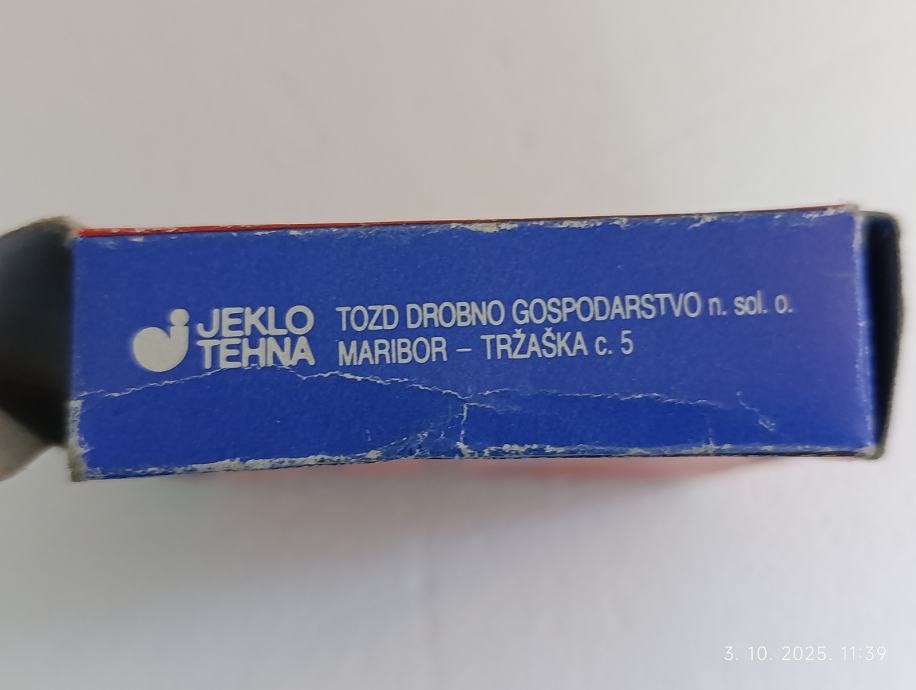 JEKLO
TEHNA
TOZD DROBNO GOSPODARSTVO n. sol. o.
MARIBOR – TRŽAŠKA c. 5
3. 10. 2025. 11:39